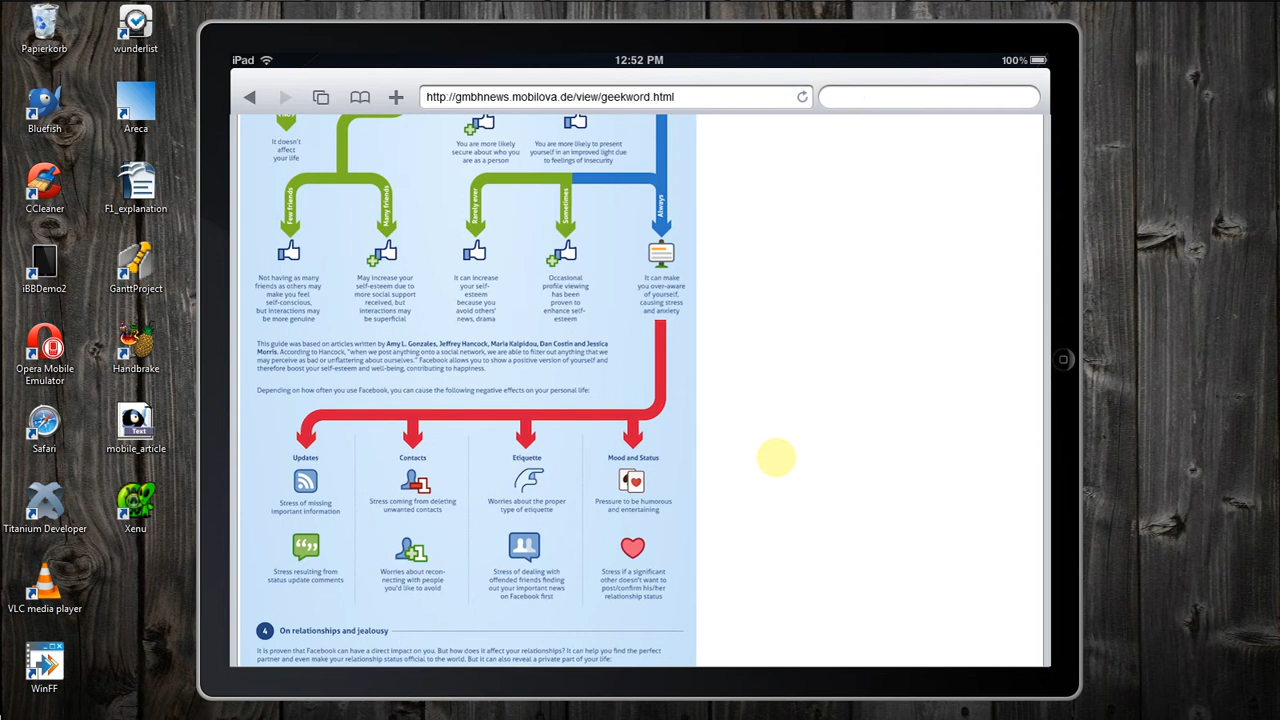 Papierkorb
wunderlist
Bluefish
Areca
CCleaner
F1_explanation
iBBDemo2
GanttProject
Opera Mobile
Emulator
Handbrake
Safari
Text
mobile_article
Titanium Developer
Xenu
VLC media player
WinFF
iPad
12:52 PM
100%
http://gmbhnews.mobilova.de/view/geekword.html
It doesn't
affect
your life
You are more likely
secure about who you
are as a person
You are more likely to present
yourself in an improved light due
to feelings of insecurity
Few friends
Many friends
Rarely ever
Sometimes
Always
Not having as many
friends as others may
make you feel
self-conscious,
but interactions may
be more genuine
May increase your
self-esteem due to
more social support
received, but
interactions may
be superficial
It can increase
your self-
esteem
because you
avoid others'
news, drama
Occasional
profile viewing
has been
proven to
enhance self-
esteem
It can make
you over-aware
of yourself,
causing stress
and anxiety
This guide was based on articles written by Amy L. Gonzales, Jeffrey Hancock, Maria Kalpidou, Dan Costin and Jessica
Morris. According to Hancock, "when we post anything onto a social network, we are able to filter out anything that we
may perceive as bad or unflattering about ourselves." Facebook allows you to show a positive version of yourself and
therefore boost your self-esteem and well-being, contributing to happiness.
Depending on how often you use Facebook, you can cause the following negative effects on your personal life:
Updates
Contacts
Etiquette
Mood and Status
Stress of missing
important information
Stress coming from deleting
unwanted contacts
Worries about the proper
type of etiquette
Pressure to be humorous
and entertaining
Stress resulting from
status update comments
Worries about recon-
necting with people
you'd like to avoid
Stress of dealing with
offended friends finding
out your important news
on Facebook first
Stress if a significant
other doesn't want to
post/confirm his/her
relationship status
4 On relationships and jealousy
It is proven that Facebook can have a direct impact on you. But how does it affect your relationships? It can help you find the perfect
partner and even make your relationship status official to the world. But it can also reveal a private part of your life: